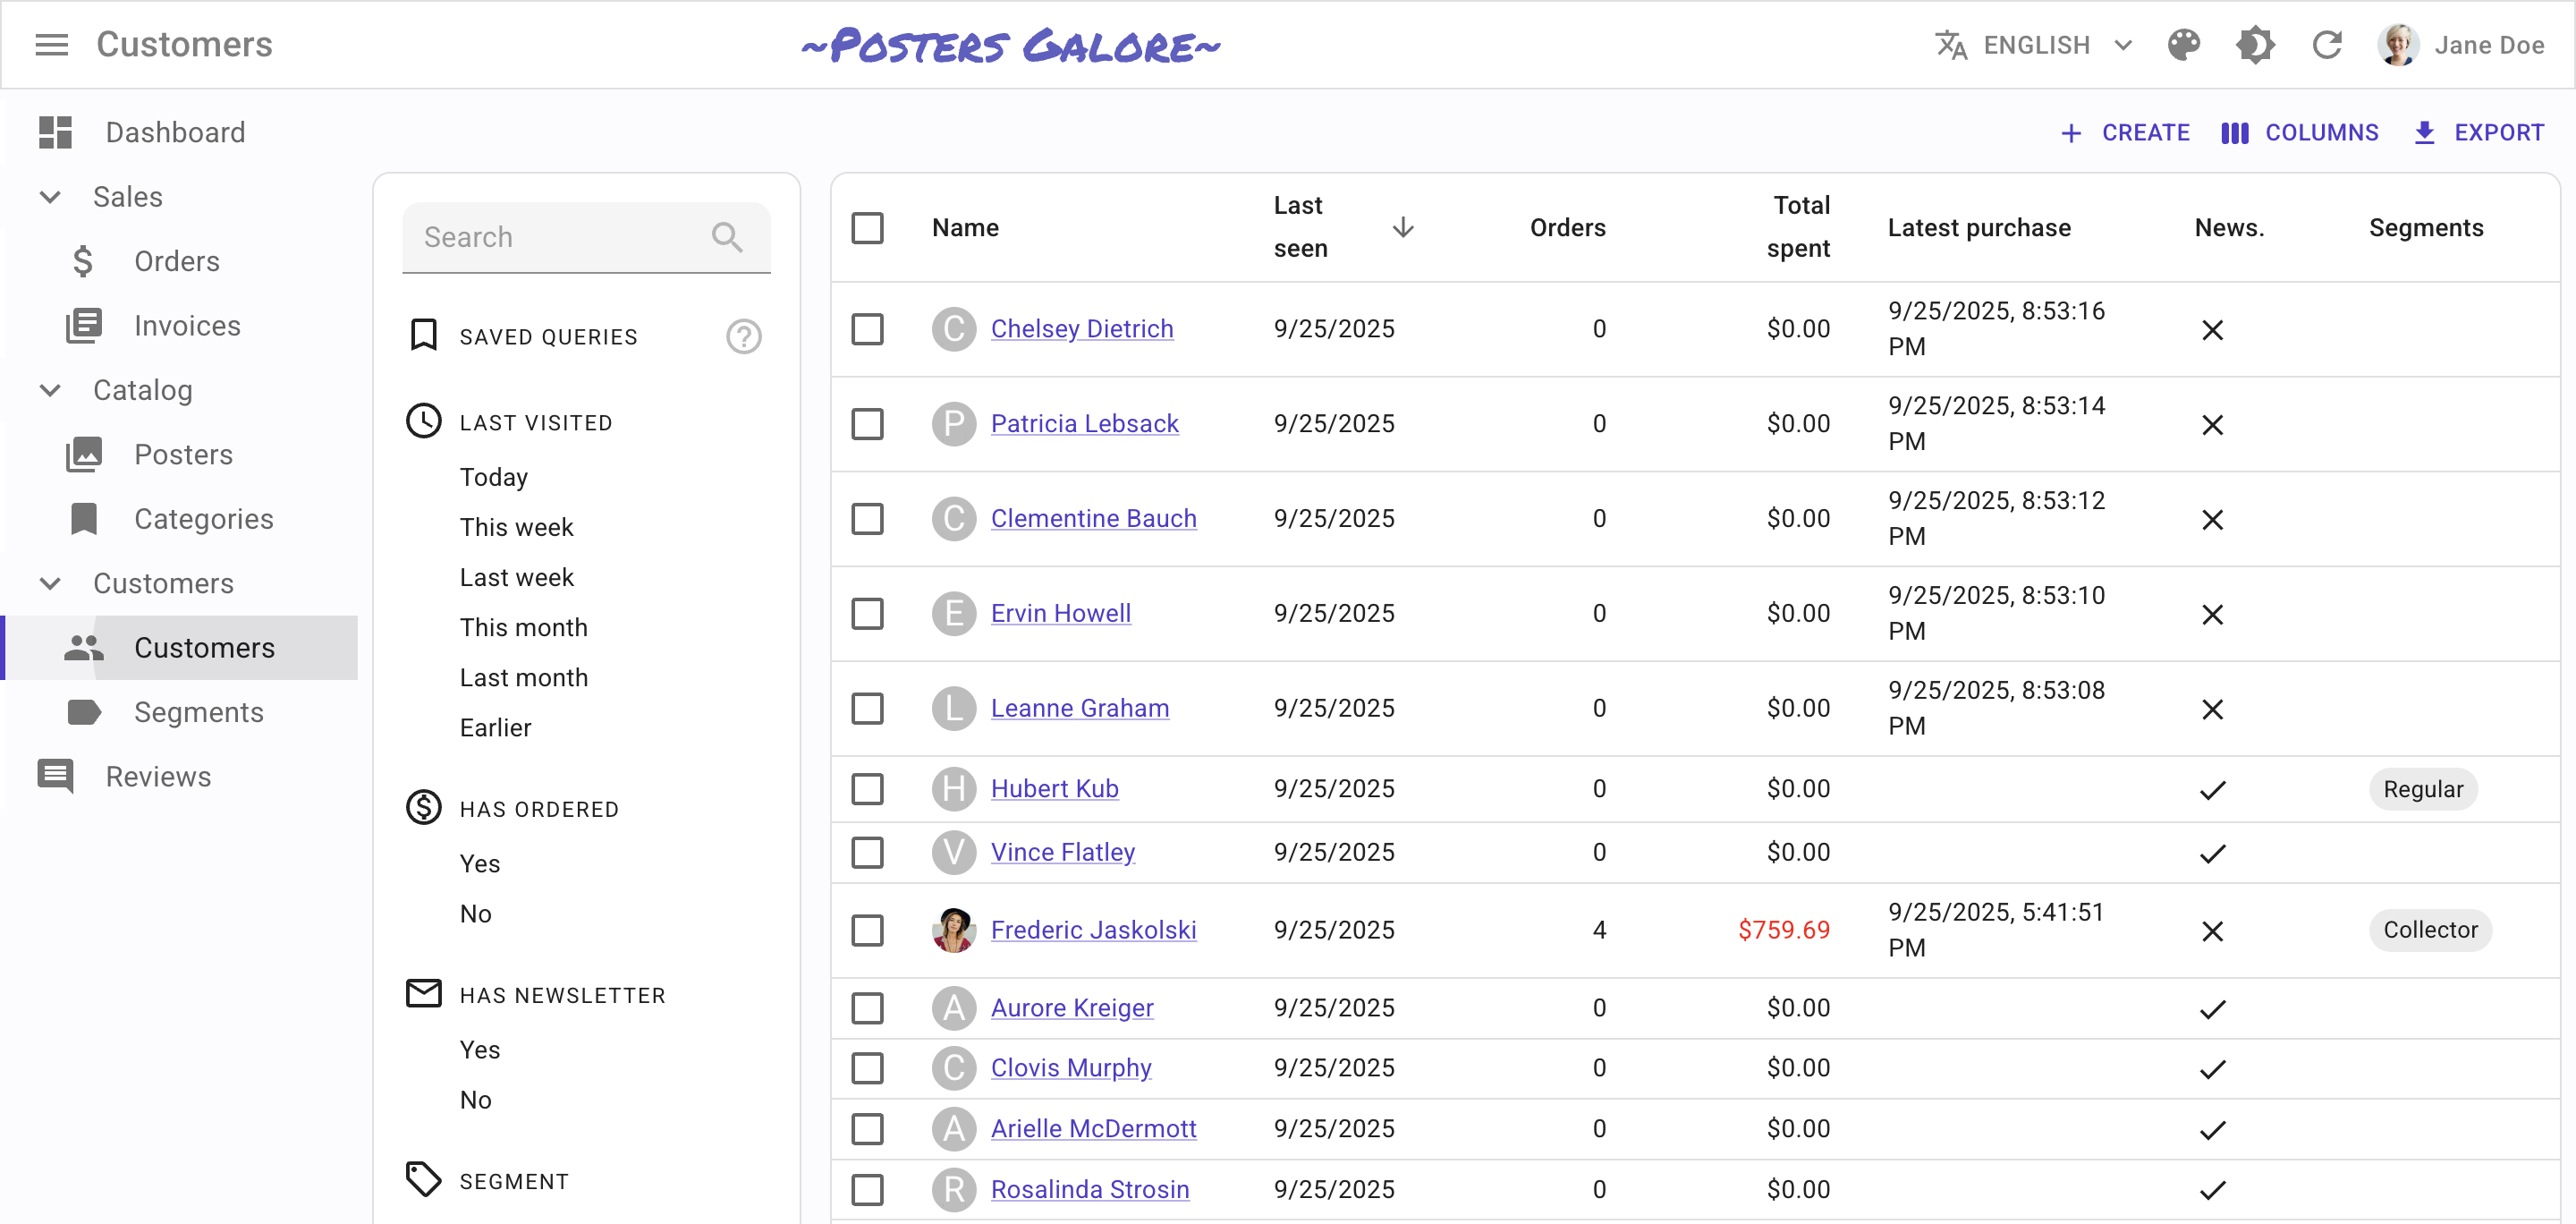 Customers
~Posters Galore~
ENGLISH
Jane Doe
Dashboard
Sales
Orders
Invoices
Catalog
Posters
Categories
Customers
Customers
Segments
Reviews
CREATE
COLUMNS
EXPORT
Search
SAVED QUERIES
?
LAST VISITED
Today
This week
Last week
This month
Last month
Earlier
HAS ORDERED
Yes
No
HAS NEWSLETTER
Yes
No
SEGMENT
Name
Last
seen
Orders
Total
spent
Latest purchase
News.
Segments
C Chelsey Dietrich 9/25/2025 0 $0.00 9/25/2025, 8:53:16
PM
P Patricia Lebsack 9/25/2025 0 $0.00 9/25/2025, 8:53:14
PM
C Clementine Bauch 9/25/2025 0 $0.00 9/25/2025, 8:53:12
PM
E Ervin Howell 9/25/2025 0 $0.00 9/25/2025, 8:53:10
PM
L Leanne Graham 9/25/2025 0 $0.00 9/25/2025, 8:53:08
PM
H Hubert Kub 9/25/2025 0 $0.00 Regular
V Vince Flatley 9/25/2025 0 $0.00
Frederic Jaskolski 9/25/2025 4 $759.69 9/25/2025, 5:41:51
PM
Collector
A Aurore Kreiger 9/25/2025 0 $0.00
C Clovis Murphy 9/25/2025 0 $0.00
A Arielle McDermott 9/25/2025 0 $0.00
R Rosalinda Strosin 9/25/2025 0 $0.00